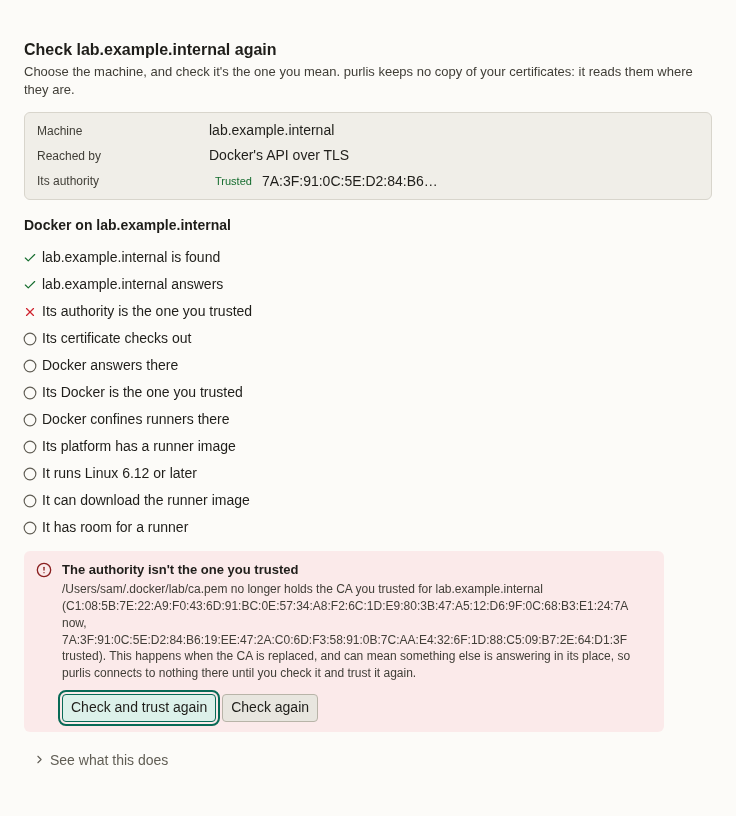 Check lab.example.internal again
Choose the machine, and check it's the one you mean. purlis keeps no copy of your certificates: it reads them where
they are.
Machine lab.example.internal
Reached by Docker's API over TLS
Its authority Trusted 7A:3F:91:0C:5E:D2:84:B6…
Docker on lab.example.internal
lab.example.internal is found
lab.example.internal answers
Its authority is the one you trusted
Its certificate checks out
Docker answers there
Its Docker is the one you trusted
Docker confines runners there
Its platform has a runner image
It runs Linux 6.12 or later
It can download the runner image
It has room for a runner
The authority isn't the one you trusted
/Users/sam/.docker/lab/ca.pem no longer holds the CA you trusted for lab.example.internal
(C1:08:5B:7E:22:A9:F0:43:6D:91:BC:0E:57:34:A8:F2:6C:1D:E9:80:3B:47:A5:12:D6:9F:0C:68:B3:E1:24:7A
now,
7A:3F:91:0C:5E:D2:84:B6:19:EE:47:2A:C0:6D:F3:58:91:0B:7C:AA:E4:32:6F:1D:88:C5:09:B7:2E:64:D1:3F
trusted). This happens when the CA is replaced, and can mean something else is answering in its place, so
purlis connects to nothing there until you check it and trust it again.
Check and trust again Check again
See what this does